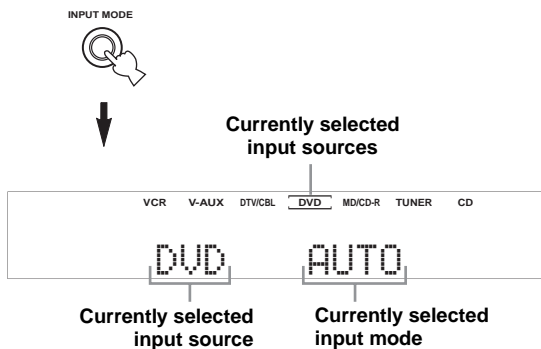 INPUT MODE
Currently selected
input sources
VCR V-AUX DTV/CBL DVD MD/CD-R TUNER CD
DVD AUTO
Currently selected
input source
Currently selected
input mode